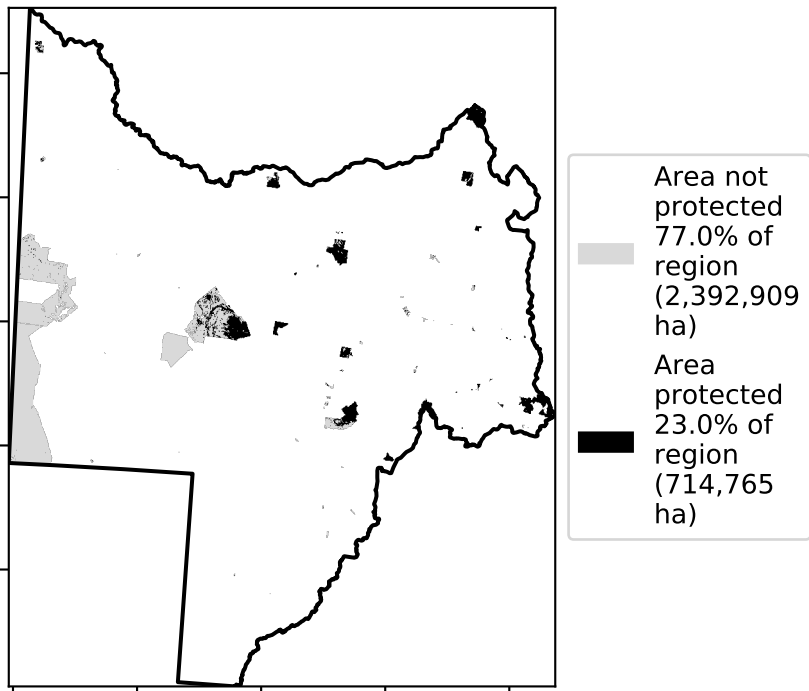 Area not
protected
77.0% of
region
(2,392,909
ha)
Area
protected
23.0% of
region
(714,765
ha)